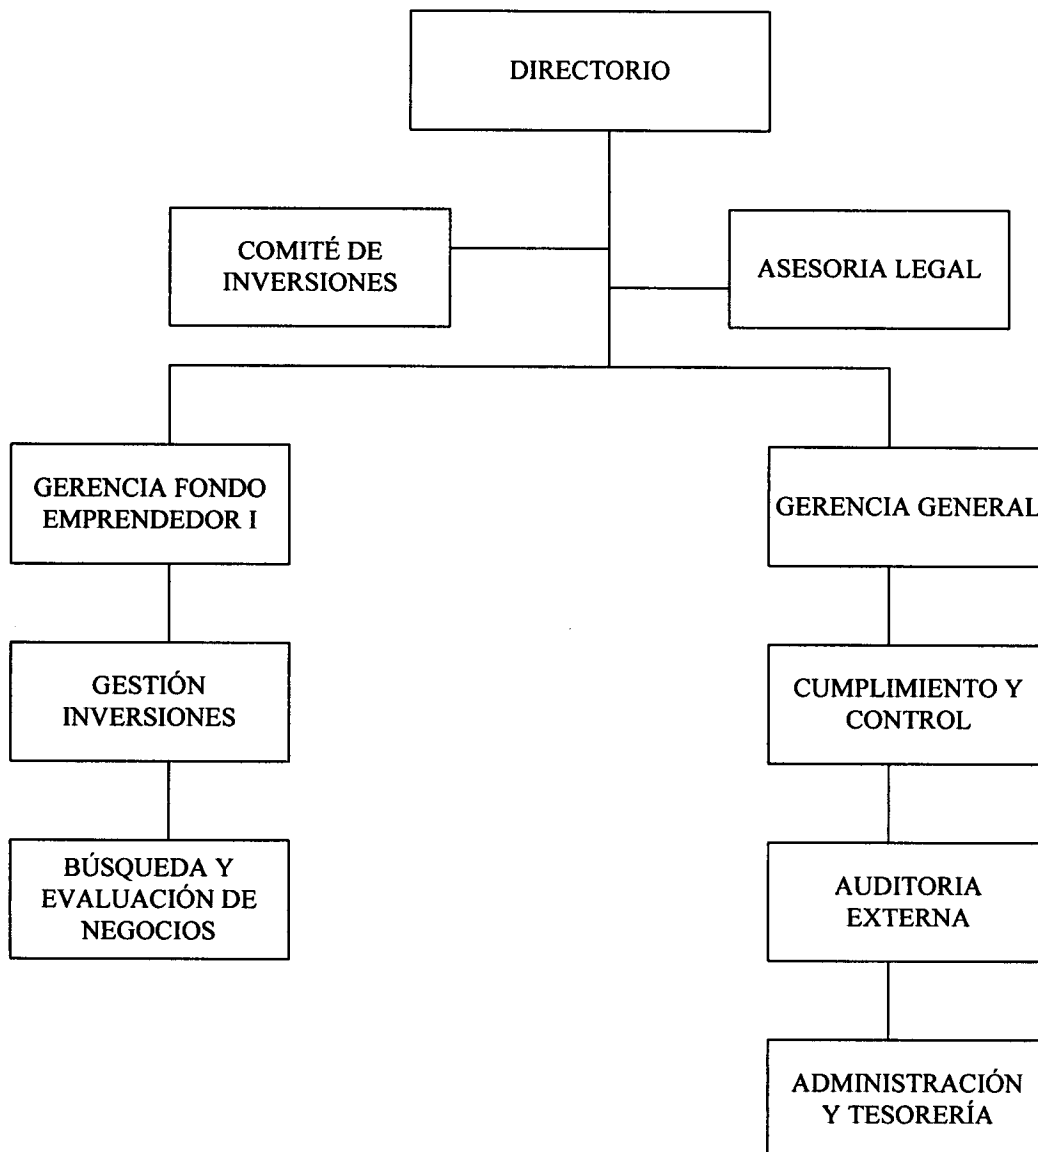 DIRECTORIO
COMITÉ DE
INVERSIONES
ASESORIA LEGAL
GERENCIA FONDO
EMPRENDEDOR I
GERENCIA GENERAL
GESTIÓN
INVERSIONES
CUMPLIMIENTO Y
CONTROL
BÚSQUEDA Y
EVALUACIÓN DE
NEGOCIOS
AUDITORIA
EXTERNA
ADMINISTRACIÓN
Y TESORERÍA